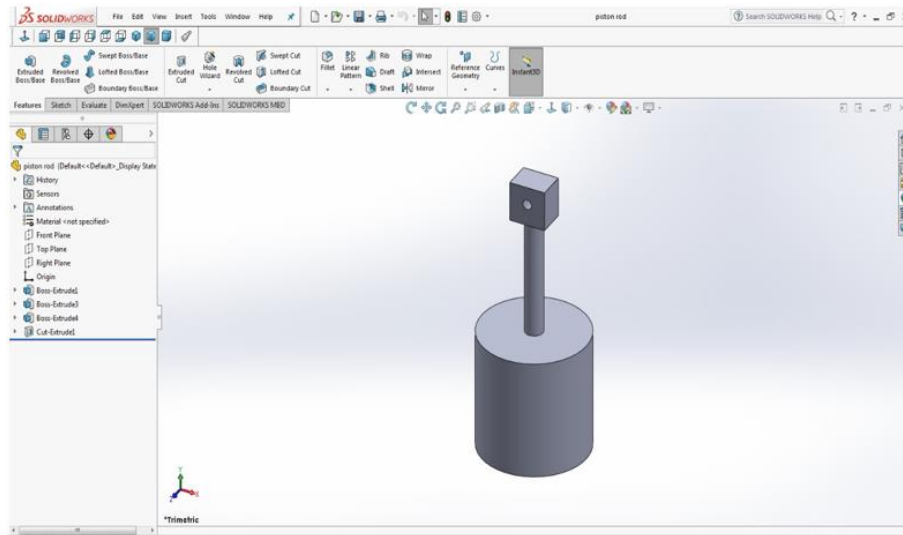 SOLIDWORKS File Edit View Insert Tools Window Help piston rod Search SOLIDWORKS Help
Extruded Boss/Base
Revolved Boss/Base
Swept Boss/Base
Lofted Boss/Base
Boundary Boss/Base
Extruded Cut
Hole Wizard
Revolved Cut
Swept Cut
Lofted Cut
Boundary Cut
Fillet
Linear Pattern
Rib
Draft
Shell
Wrap
Intersect
Mirror
Reference Geometry
Curves
Instant3D
Features Sketch Evaluate DimXpert SOLIDWORKS Add-Ins SOLIDWORKS MBD
piston rod (Default<<Default>_Display State
History
Sensors
Annotations
Material <not specified>
Front Plane
Top Plane
Right Plane
Origin
Boss-Extrude1
Boss-Extrude3
Boss-Extrude4
Cut-Extrude1
*Trimetric